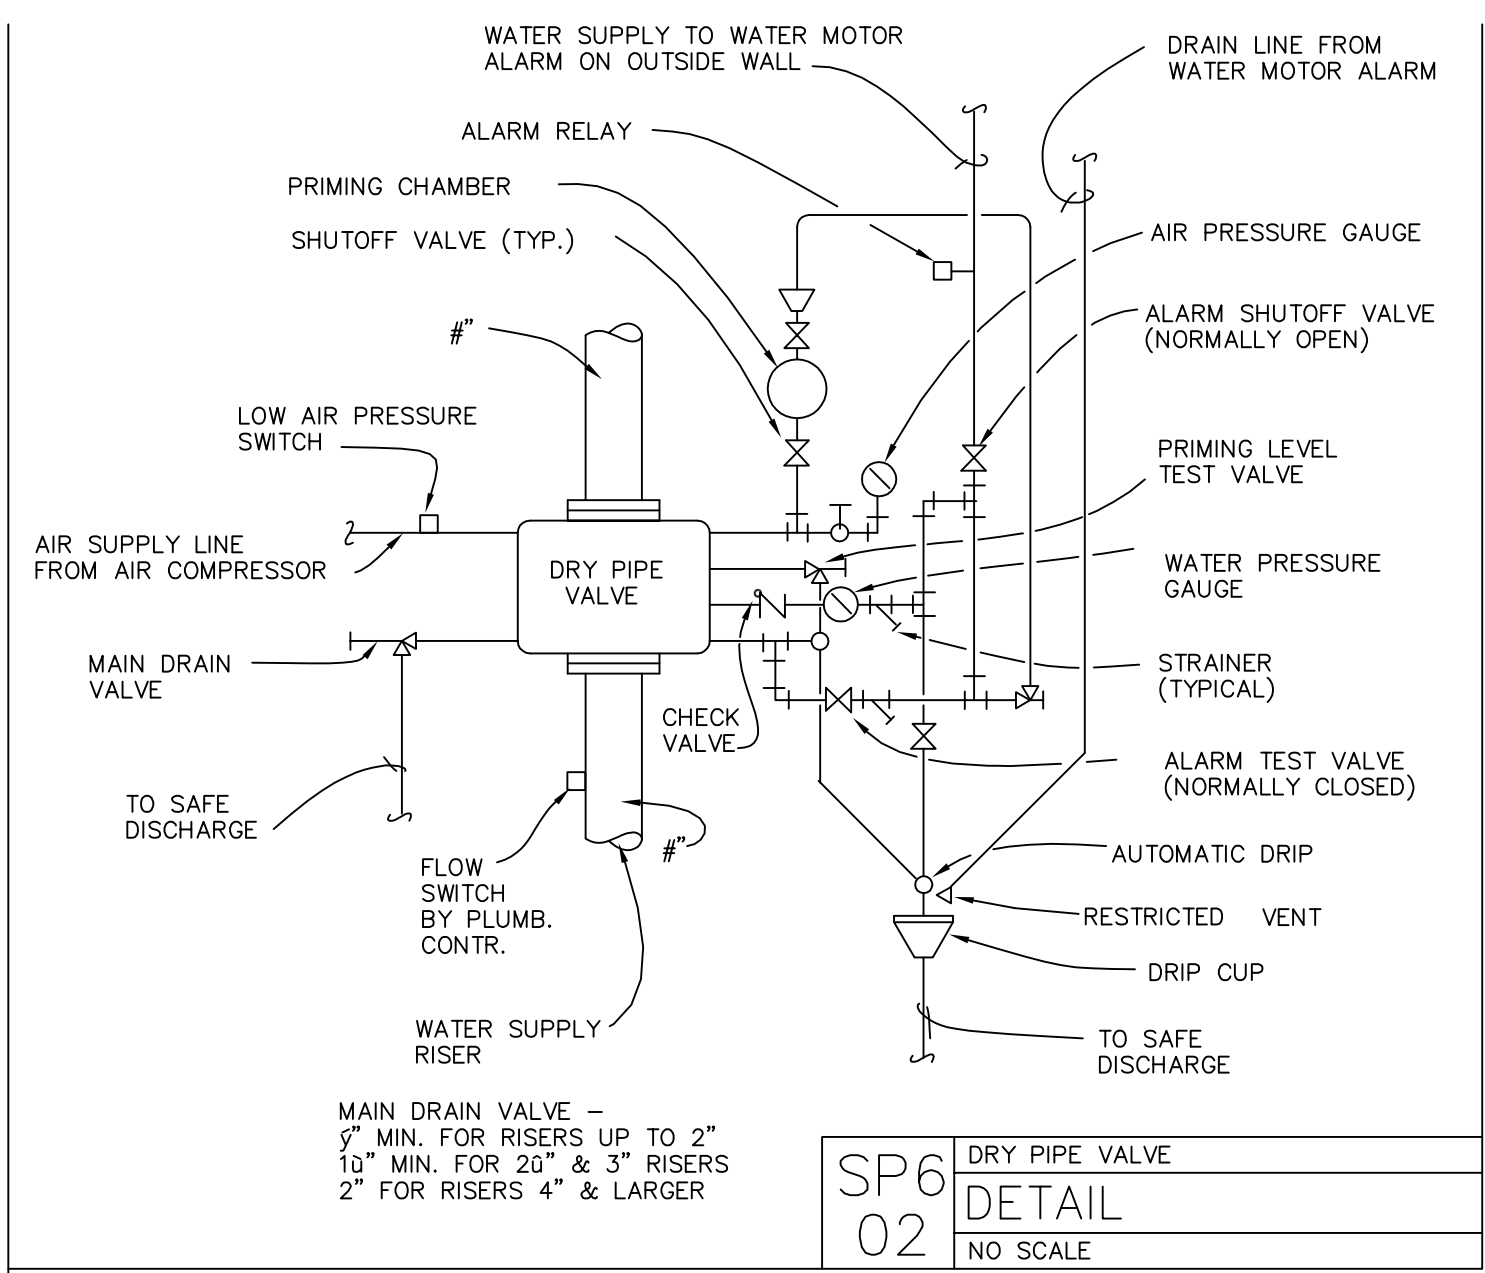 WATER SUPPLY TO WATER MOTOR
ALARM ON OUTSIDE WALL
DRAIN LINE FROM
WATER MOTOR ALARM
ALARM RELAY
PRIMING CHAMBER
SHUTOFF VALVE (TYP.)
AIR PRESSURE GAUGE
ALARM SHUTOFF VALVE
(NORMALLY OPEN)
#"
LOW AIR PRESSURE
SWITCH
PRIMING LEVEL
TEST VALVE
AIR SUPPLY LINE
FROM AIR COMPRESSOR
DRY PIPE
VALVE
WATER PRESSURE
GAUGE
MAIN DRAIN
VALVE
STRAINER
(TYPICAL)
CHECK
VALVE
ALARM TEST VALVE
(NORMALLY CLOSED)
TO SAFE
DISCHARGE
#"
FLOW
SWITCH
BY PLUMB.
CONTR.
AUTOMATIC DRIP
RESTRICTED VENT
DRIP CUP
WATER SUPPLY
RISER
TO SAFE
DISCHARGE
MAIN DRAIN VALVE –
ý" MIN. FOR RISERS UP TO 2"
1ù" MIN. FOR 2û" & 3" RISERS
2" FOR RISERS 4" & LARGER
SP6
02
DRY PIPE VALVE
DETAIL
NO SCALE